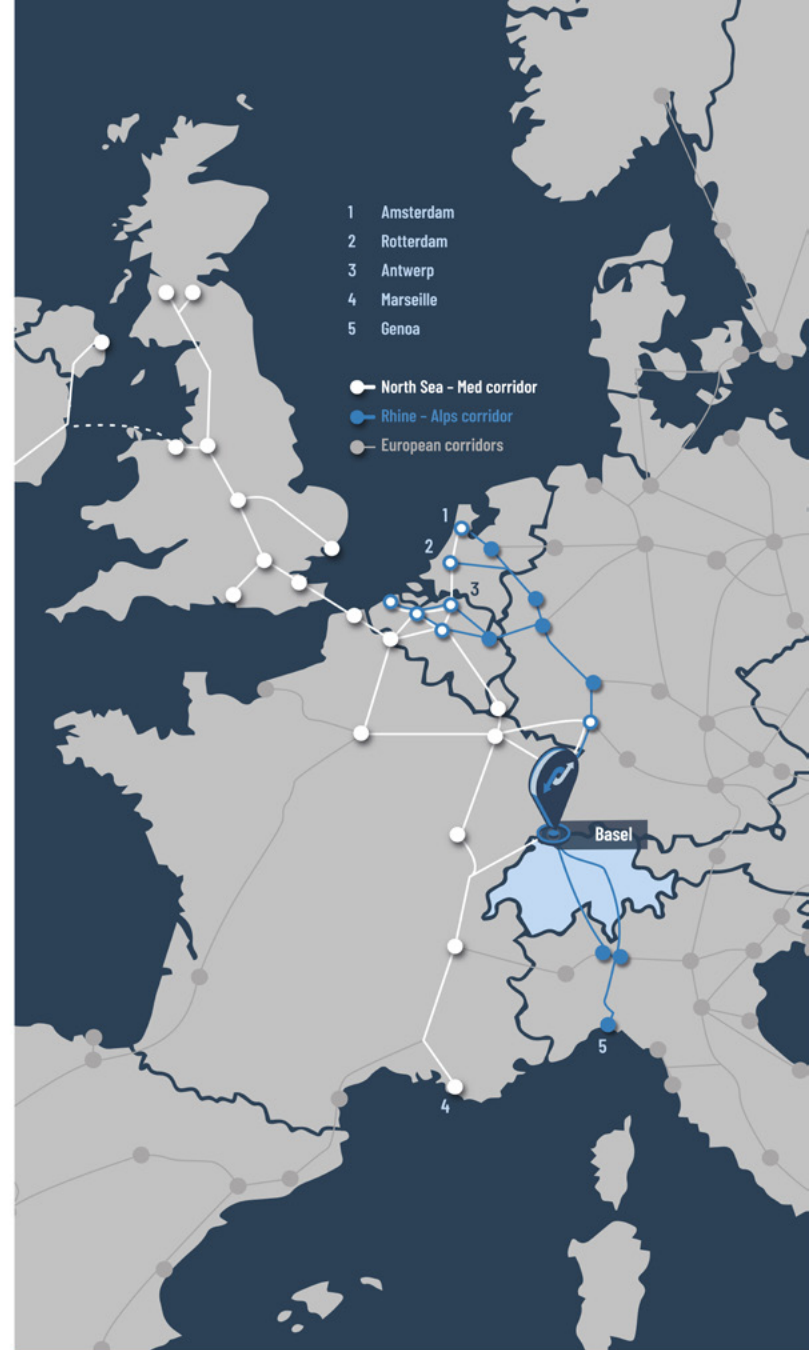 1 Amsterdam
2 Rotterdam
3 Antwerp
4 Marseille
5 Genoa
North Sea – Med corridor
Rhine – Alps corridor
European corridors
1
2
3
Basel
5
4